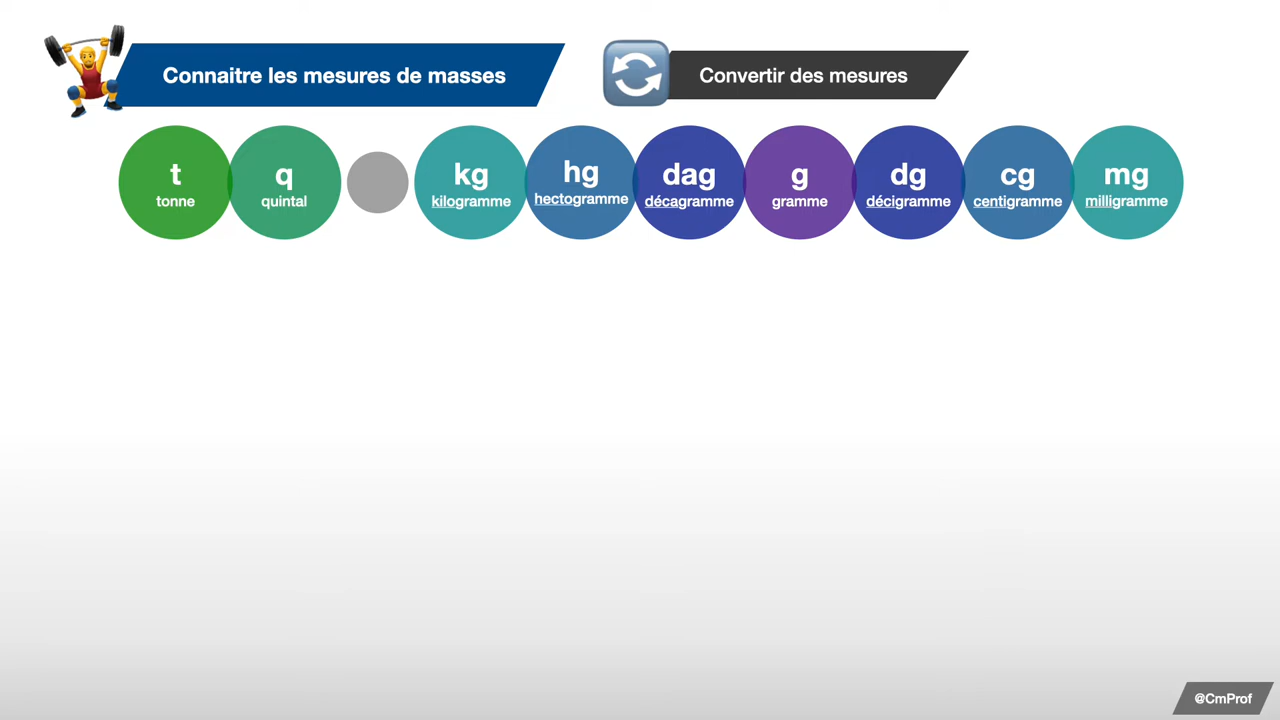 Connaitre les mesures de masses
Convertir des mesures
t
tonne
q
quintal
kg
kilogramme
hg
hectogramme
dag
décagramme
g
gramme
dg
décigramme
cg
centigramme
mg
milligramme
@CmProf